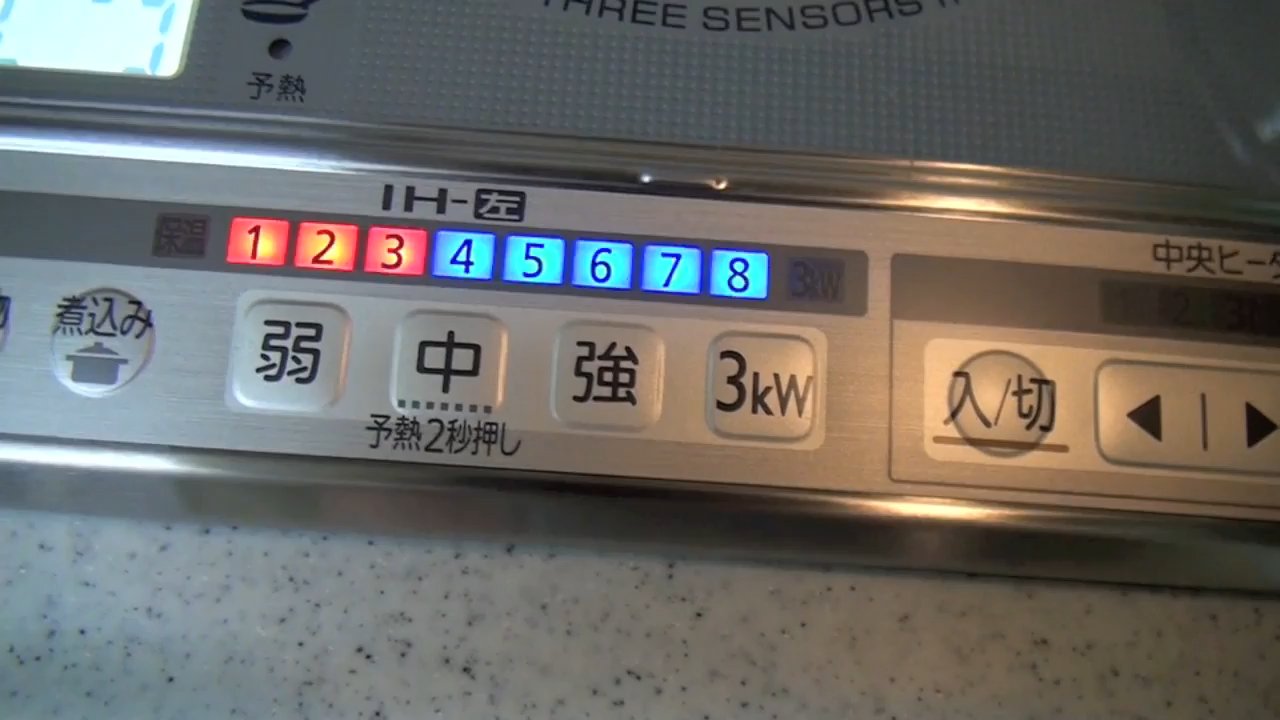 THREE SENSORS
予熱
IH-左
保温 1 2 3 4 5 6 7 8 3kW
中央ヒータ
2
煮込み
弱
中
強
3kW
入/切
予熱2秒押し